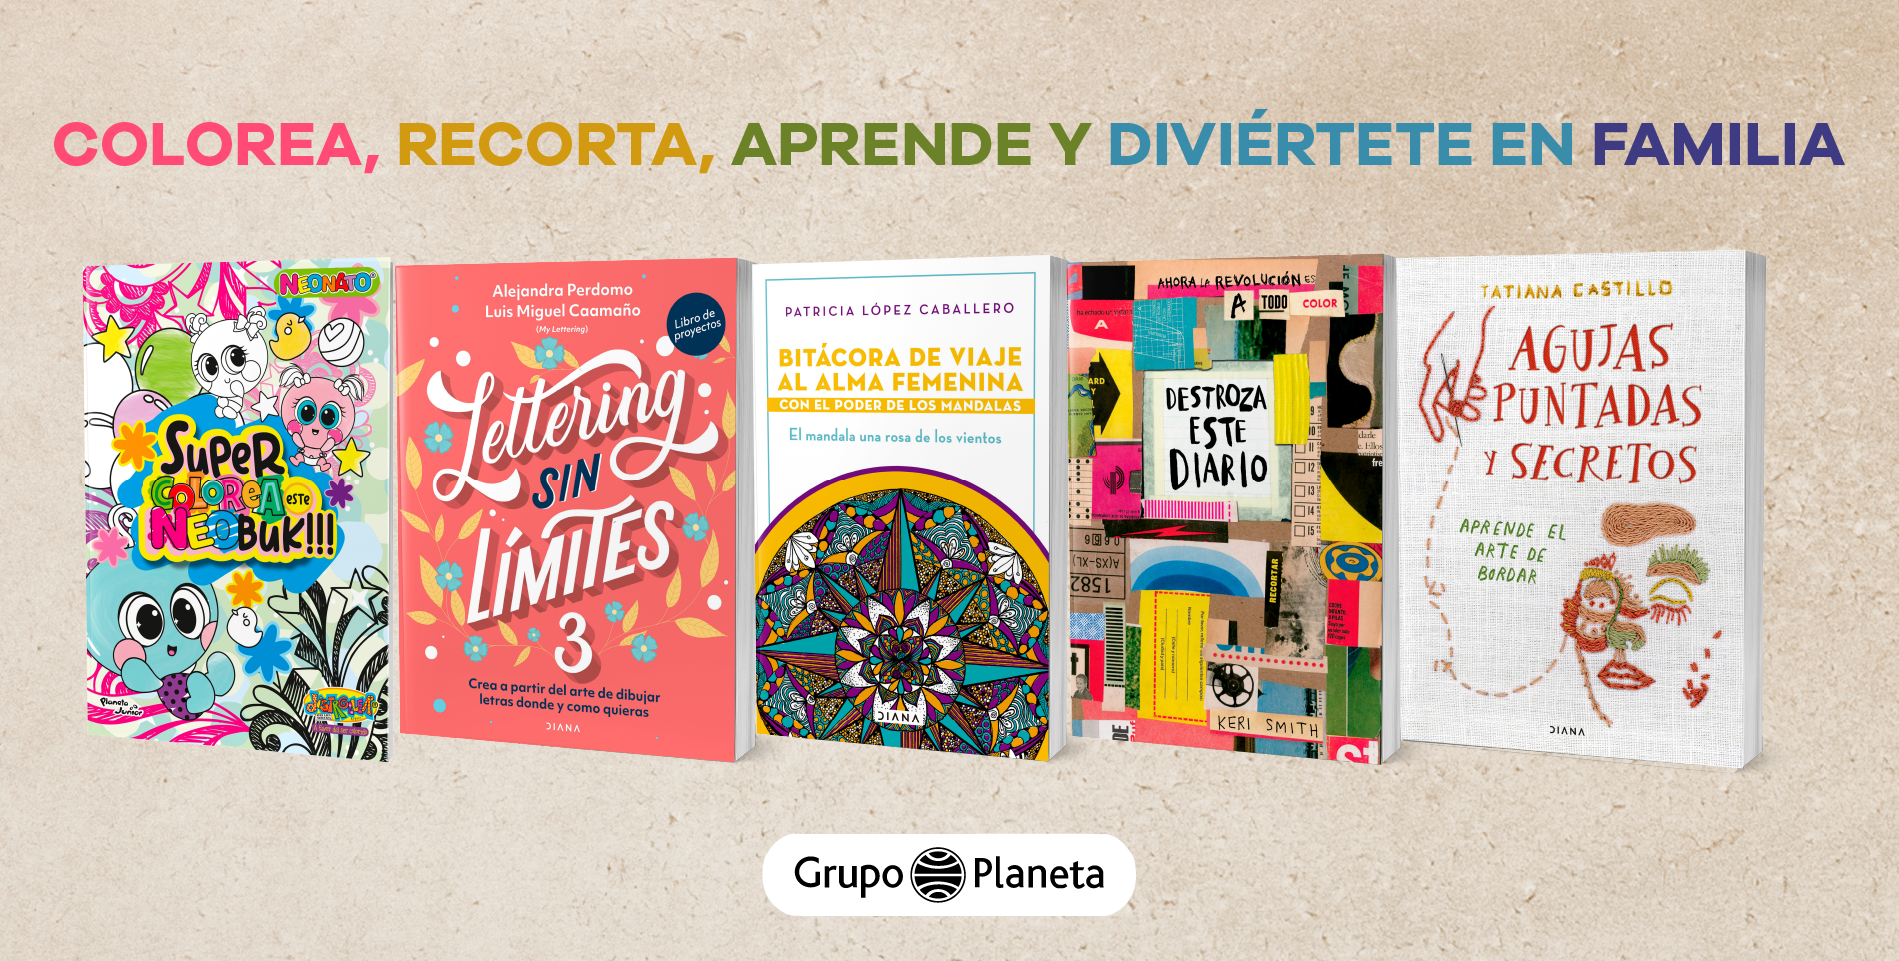 COLOREA, RECORTA, APRENDE Y DIVIÉRTETE EN FAMILIA
NEONATO
SUPER
COLOREA ESTE
NEOBUK!!!
Planeta Junior
Alejandra Perdomo
Luis Miguel Caamaño
(My Lettering)
Libro de
proyectos
Lettering
SIN
LÍMITES
3
Crea a partir del arte de dibujar
letras donde y como quieras
DIANA
PATRICIA LÓPEZ CABALLERO
BITÁCORA DE VIAJE
AL ALMA FEMENINA
CON EL PODER DE LOS MANDALAS
El mandala una rosa de los vientos
DIANA
AHORA LA REVOLUCIÓN ES
A TODO COLOR
DESTROZA
ESTE
DIARIO
1582
A(XS-XL)
RECORTAR
KERI SMITH
TATIANA CASTILLO
AGUJAS
PUNTADAS
Y SECRETOS
APRENDE EL
ARTE DE
BORDAR
DIANA
Grupo Planeta